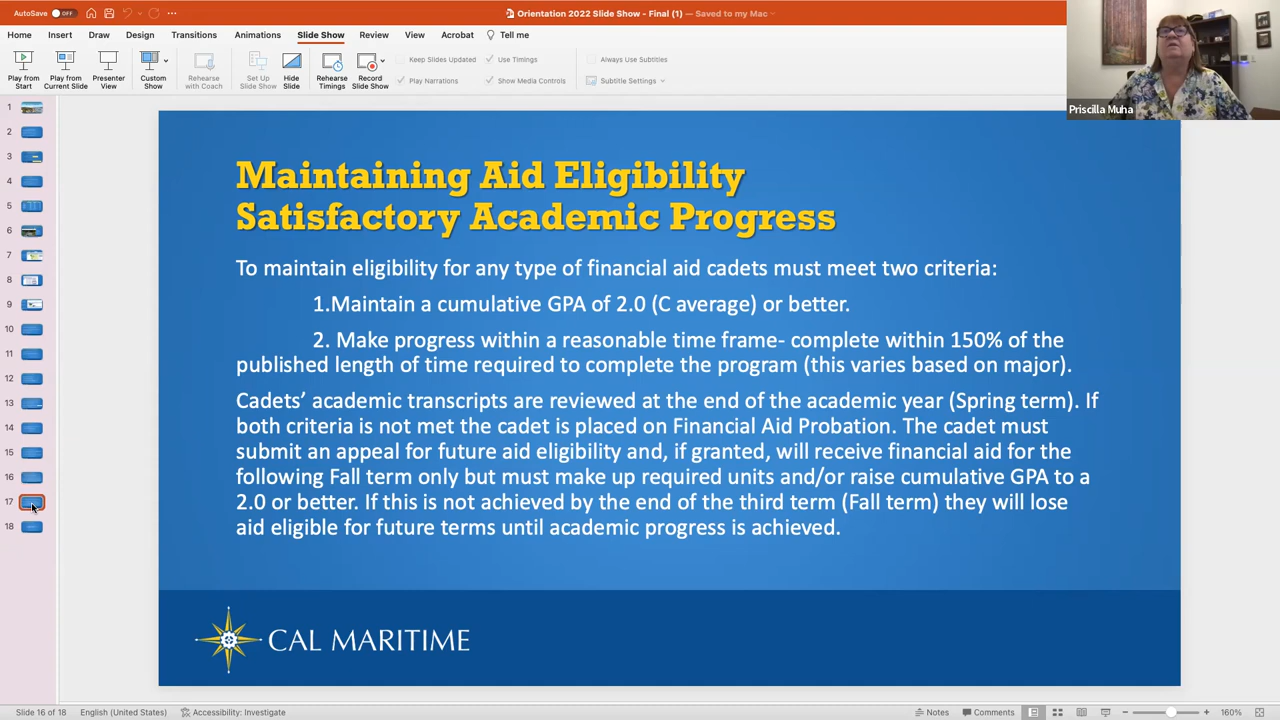 AutoSave OFF
Orientation 2022 Slide Show - Final (1) — Saved to my Mac
Home Insert Draw Design Transitions Animations Slide Show Review View Acrobat Tell me
Play from Start
Play from Current Slide
Presenter View
Custom Show
Rehearse with Coach
Set Up Slide Show
Hide Slide
Rehearse Timings
Record Slide Show
Keep Slides Updated
Use Timings
Always Use Subtitles
Play Narrations
Show Media Controls
Subtitle Settings
Priscilla Muha
1
2
3
4
5
6
7
8
9
10
11
12
13
14
15
16
17
18
Maintaining Aid Eligibility
Satisfactory Academic Progress
To maintain eligibility for any type of financial aid cadets must meet two criteria:
1.Maintain a cumulative GPA of 2.0 (C average) or better.
2. Make progress within a reasonable time frame- complete within 150% of the
published length of time required to complete the program (this varies based on major).
Cadets' academic transcripts are reviewed at the end of the academic year (Spring term). If
both criteria is not met the cadet is placed on Financial Aid Probation. The cadet must
submit an appeal for future aid eligibility and, if granted, will receive financial aid for the
following Fall term only but must make up required units and/or raise cumulative GPA to a
2.0 or better. If this is not achieved by the end of the third term (Fall term) they will lose
aid eligible for future terms until academic progress is achieved.
CAL MARITIME
Slide 16 of 18 English (United States) Accessibility: Investigate Notes Comments 160%